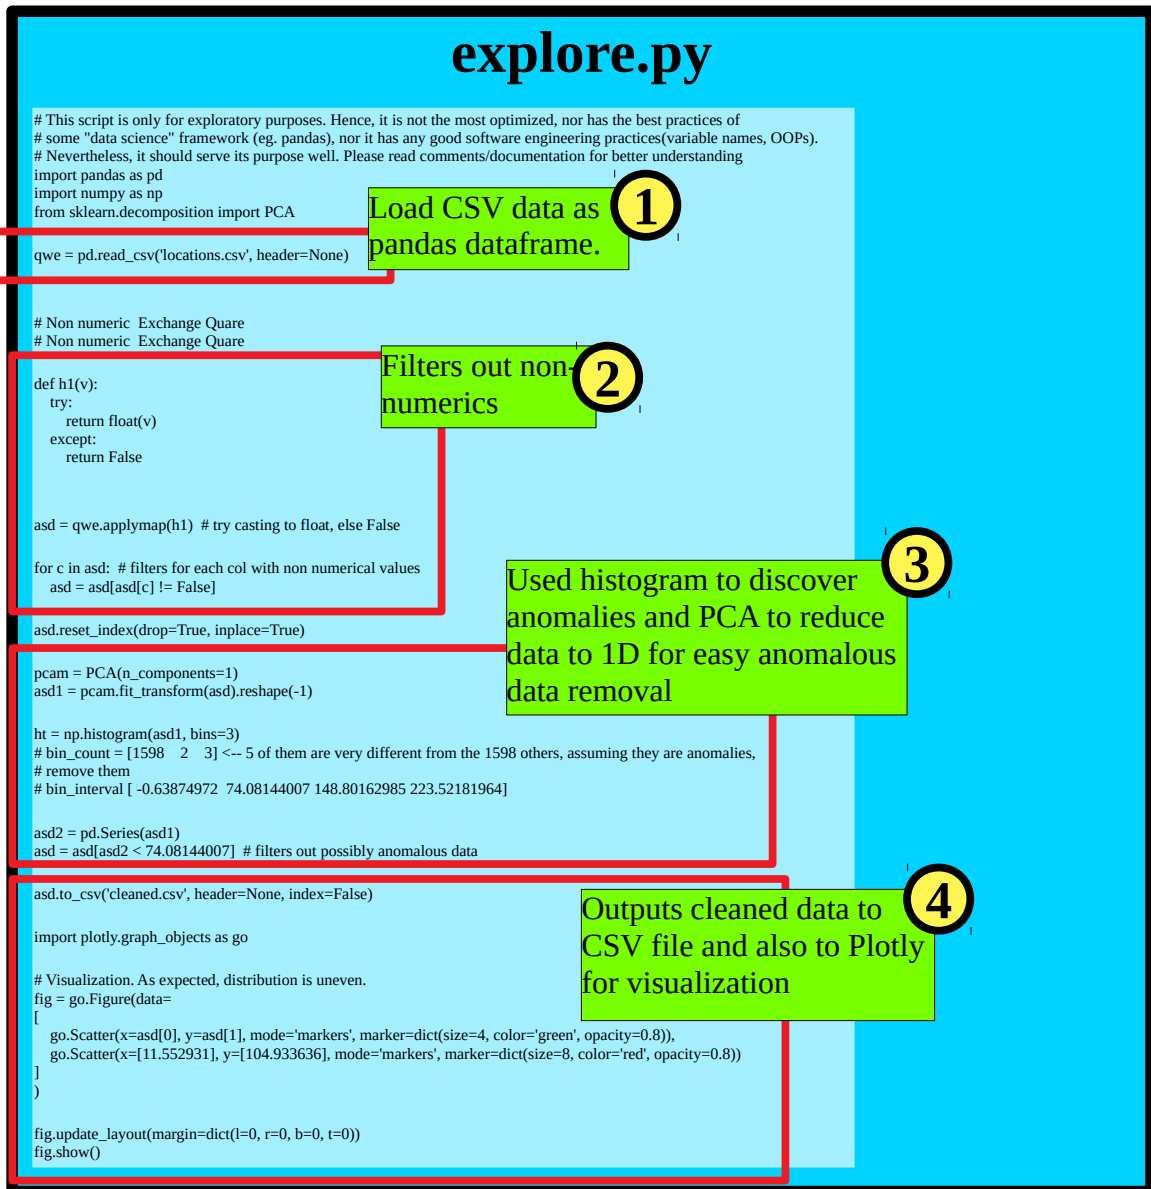 explore.py
# This script is only for exploratory purposes. Hence, it is not the most optimized, nor has the best practices of
# some "data science" framework (eg. pandas), nor it has any good software engineering practices(variable names, OOPs).
# Nevertheless, it should serve its purpose well. Please read comments/documentation for better understanding
import pandas as pd
import numpy as np
from sklearn.decomposition import PCA
Load CSV data as
pandas dataframe.
1
qwe = pd.read_csv('locations.csv', header=None)
# Non numeric  Exchange Quare
# Non numeric  Exchange Quare
Filters out non-
numerics
2
def h1(v):
    try:
        return float(v)
    except:
        return False
asd = qwe.applymap(h1)  # try casting to float, else False
for c in asd:  # filters for each col with non numerical values
    asd = asd[asd[c] != False]
Used histogram to discover
anomalies and PCA to reduce
data to 1D for easy anomalous
data removal
3
asd.reset_index(drop=True, inplace=True)
pcam = PCA(n_components=1)
asd1 = pcam.fit_transform(asd).reshape(-1)
ht = np.histogram(asd1, bins=3)
# bin_count = [1598    2    3] <-- 5 of them are very different from the 1598 others, assuming they are anomalies,
# remove them
# bin_interval [ -0.63874972  74.08144007 148.80162985 223.52181964]
asd2 = pd.Series(asd1)
asd = asd[asd2 < 74.08144007]  # filters out possibly anomalous data
asd.to_csv('cleaned.csv', header=None, index=False)
Outputs cleaned data to
CSV file and also to Plotly
for visualization
4
import plotly.graph_objects as go
# Visualization. As expected, distribution is uneven.
fig = go.Figure(data=
[
    go.Scatter(x=asd[0], y=asd[1], mode='markers', marker=dict(size=4, color='green', opacity=0.8)),
    go.Scatter(x=[11.552931], y=[104.933636], mode='markers', marker=dict(size=8, color='red', opacity=0.8))
]
)
fig.update_layout(margin=dict(l=0, r=0, b=0, t=0))
fig.show()